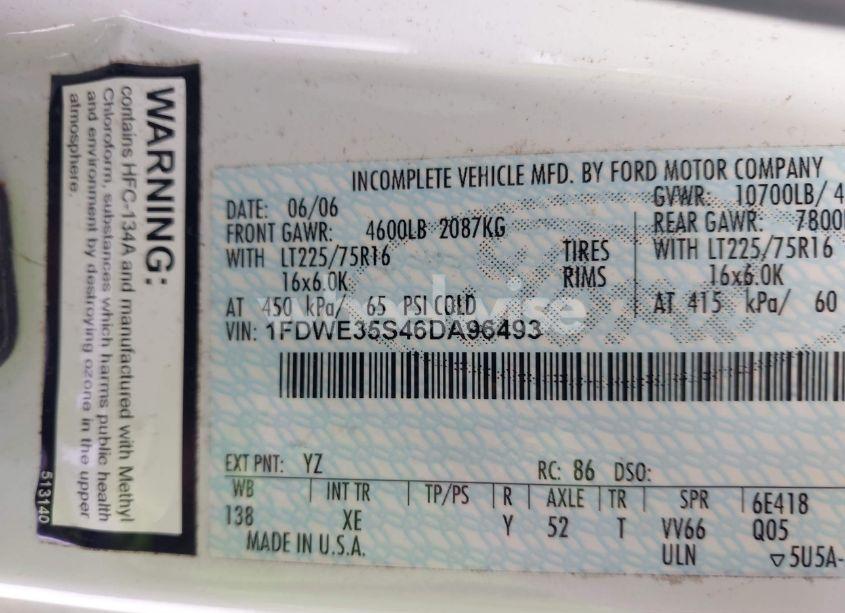 WARNING:
contains HFC-134A and manufactured with Methyl
Chloroform, substances which harms public health
and environment by destroying ozone in the upper
atmosphere.
513140
INCOMPLETE VEHICLE MFD. BY FORD MOTOR COMPANY
DATE: 06/06 GVWR: 10700LB/ 4
FRONT GAWR: 4600LB 2087KG REAR GAWR: 7800
WITH LT225/75R16 TIRES WITH LT225/75R16
16x6.0K RIMS 16x6.0K
AT 450 kPa/ 65 PSI COLD AT 415 kPa/ 60
VIN: 1FDWE35S46DA96493
EXT PNT: YZ RC: 86 DSO:
WB INT TR TP/PS R AXLE TR SPR 6E418
138 XE Y 52 T VV66 Q05
MADE IN U.S.A. ULN ▽5U5A-